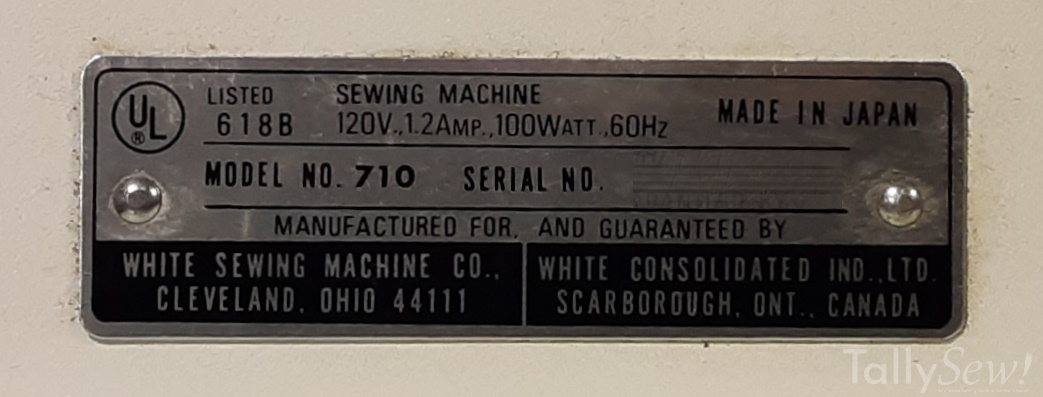 UL ®
LISTED 618B
SEWING MACHINE
120V.,1.2AMP.,100WATT.,60HZ
MADE IN JAPAN
MODEL NO. 710 SERIAL NO.
MANUFACTURED FOR, AND GUARANTEED BY
WHITE SEWING MACHINE CO.,
CLEVELAND, OHIO 44111
WHITE CONSOLIDATED IND.,LTD.
SCARBOROUGH, ONT., CANADA
TallySew!